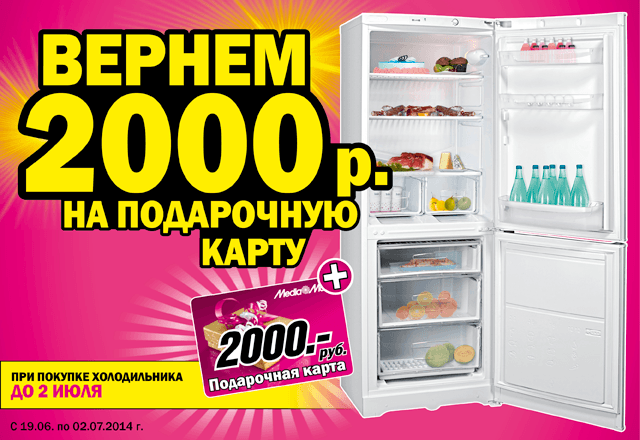 ВЕРНЕМ
2000 р.
НА ПОДАРОЧНУЮ
КАРТУ
+
Media
2000.-
руб.
Подарочная карта
ПРИ ПОКУПКЕ ХОЛОДИЛЬНИКА
ДО 2 ИЮЛЯ
С 19.06. по 02.07.2014 г.